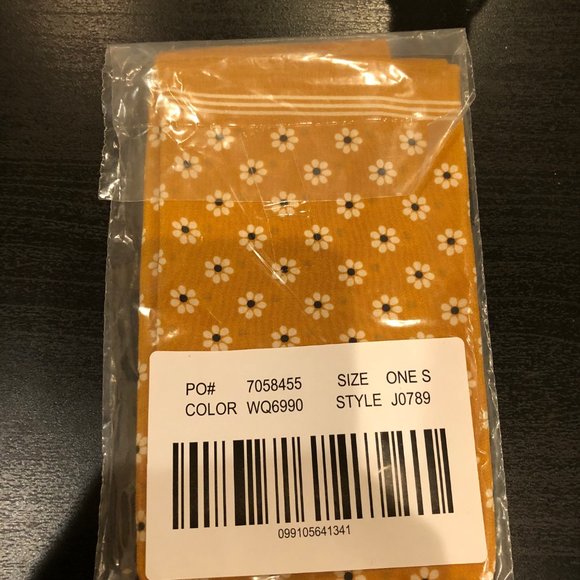 PO# 7058455 SIZE ONE S
COLOR WQ6990 STYLE J0789
099105641341